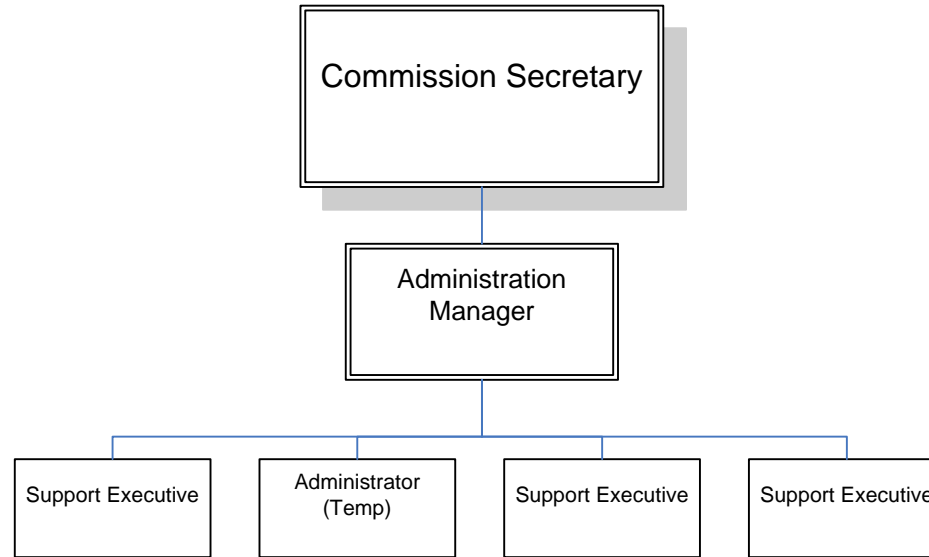 Commission Secretary
Administration
Manager
Support Executive
Administrator
(Temp)
Support Executive
Support Executive